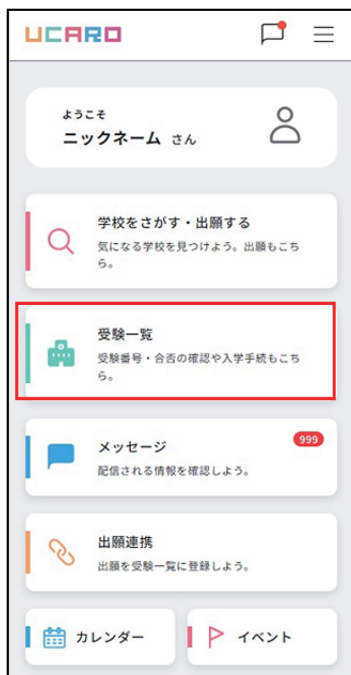 UCARO
ようこそ
ニックネーム さん
学校をさがす・出願する
気になる学校を見つけよう。出願もこち
ら。
受験一覧
受験番号・合否の確認や入学手続もこち
ら。
メッセージ
999
配信される情報を確認しよう。
出願連携
出願を受験一覧に登録しよう。
カレンダー
イベント